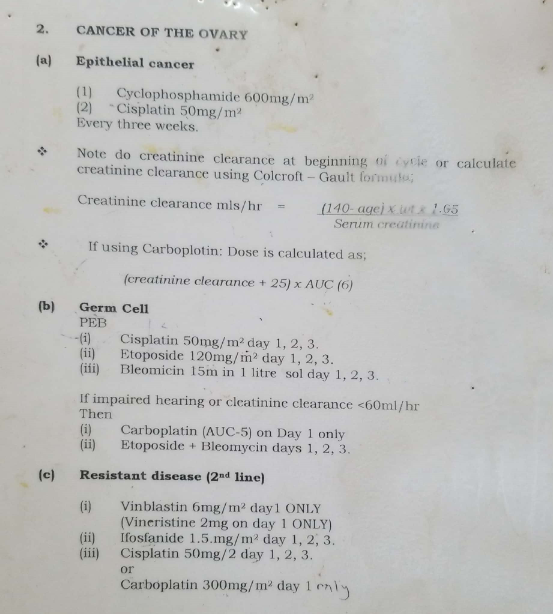 2. CANCER OF THE OVARY
(a) Epithelial cancer
(1) Cyclophosphamide 600mg/m²
(2) Cisplatin 50mg/m²
Every three weeks.
❖ Note do creatinine clearance at beginning of cycle or calculate
creatinine clearance using Colcroft – Gault formula;
Creatinine clearance mls/hr = (140- age) x wt x 1.05
Serum creatinine
❖ If using Carboplotin: Dose is calculated as;
(creatinine clearance + 25) x AUC (6)
(b) Germ Cell
PEB
(i) Cisplatin 50mg/m² day 1, 2, 3.
(ii) Etoposide 120mg/m² day 1, 2, 3.
(iii) Bleomicin 15m in 1 litre sol day 1, 2, 3.
If impaired hearing or cleatinine clearance <60ml/hr
Then
(i) Carboplatin (AUC-5) on Day 1 only
(ii) Etoposide + Bleomycin days 1, 2, 3.
(c) Resistant disease (2nd line)
(i) Vinblastin 6mg/m² day1 ONLY
(Vincristine 2mg on day 1 ONLY)
(ii) Ifosfanide 1.5.mg/m² day 1, 2, 3.
(iii) Cisplatin 50mg/2 day 1, 2, 3.
or
Carboplatin 300mg/m² day 1 only